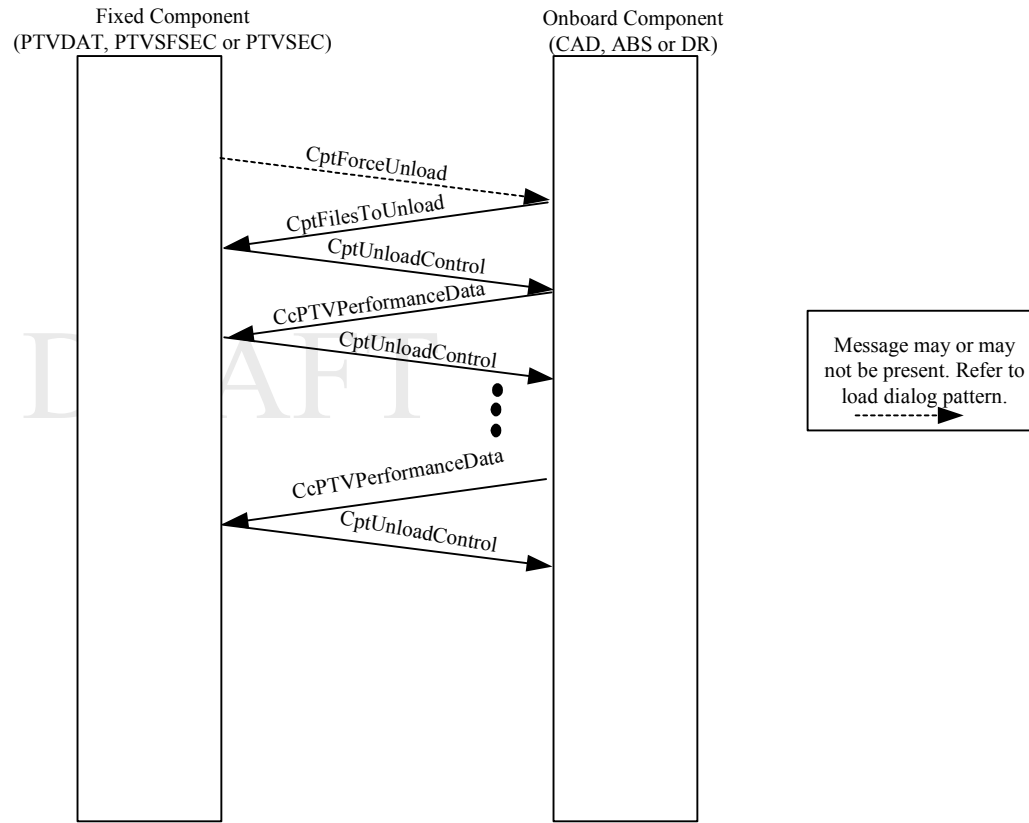 Fixed Component
(PTVDAT, PTVSFSEC or PTVSEC)
Onboard Component
(CAD, ABS or DR)
CptForceUnload
CptFilesToUnload
CptUnloadControl
CcPTVPerformanceData
CptUnloadControl
DRAFT
Message may or may
not be present. Refer to
load dialog pattern.
CcPTVPerformanceData
CptUnloadControl